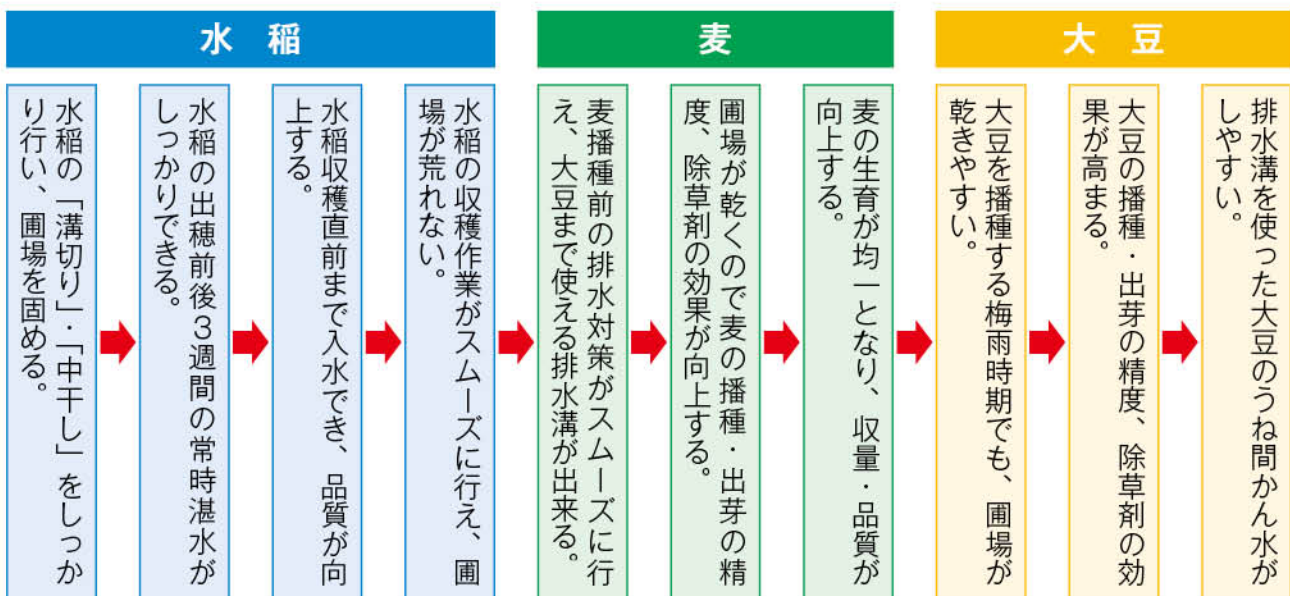 水稲
水稲の「溝切り」・「中干し」をしっか
り行い、圃場を固める。
水稲の出穂前後３週間の常時湛水が
しっかりできる。
水稲収穫直前まで入水でき、品質が向
上する。
水稲の収穫作業がスムーズに行え、圃
場が荒れない。
麦
麦播種前の排水対策がスムーズに行
え、大豆まで使える排水溝が出来る。
圃場が乾くので麦の播種・出芽の精
度、除草剤の効果が向上する。
麦の生育が均一となり、収量・品質が
向上する。
大豆
大豆を播種する梅雨時期でも、圃場が
乾きやすい。
大豆の播種・出芽の精度、除草剤の効
果が高まる。
排水溝を使った大豆のうね間かん水が
しやすい。